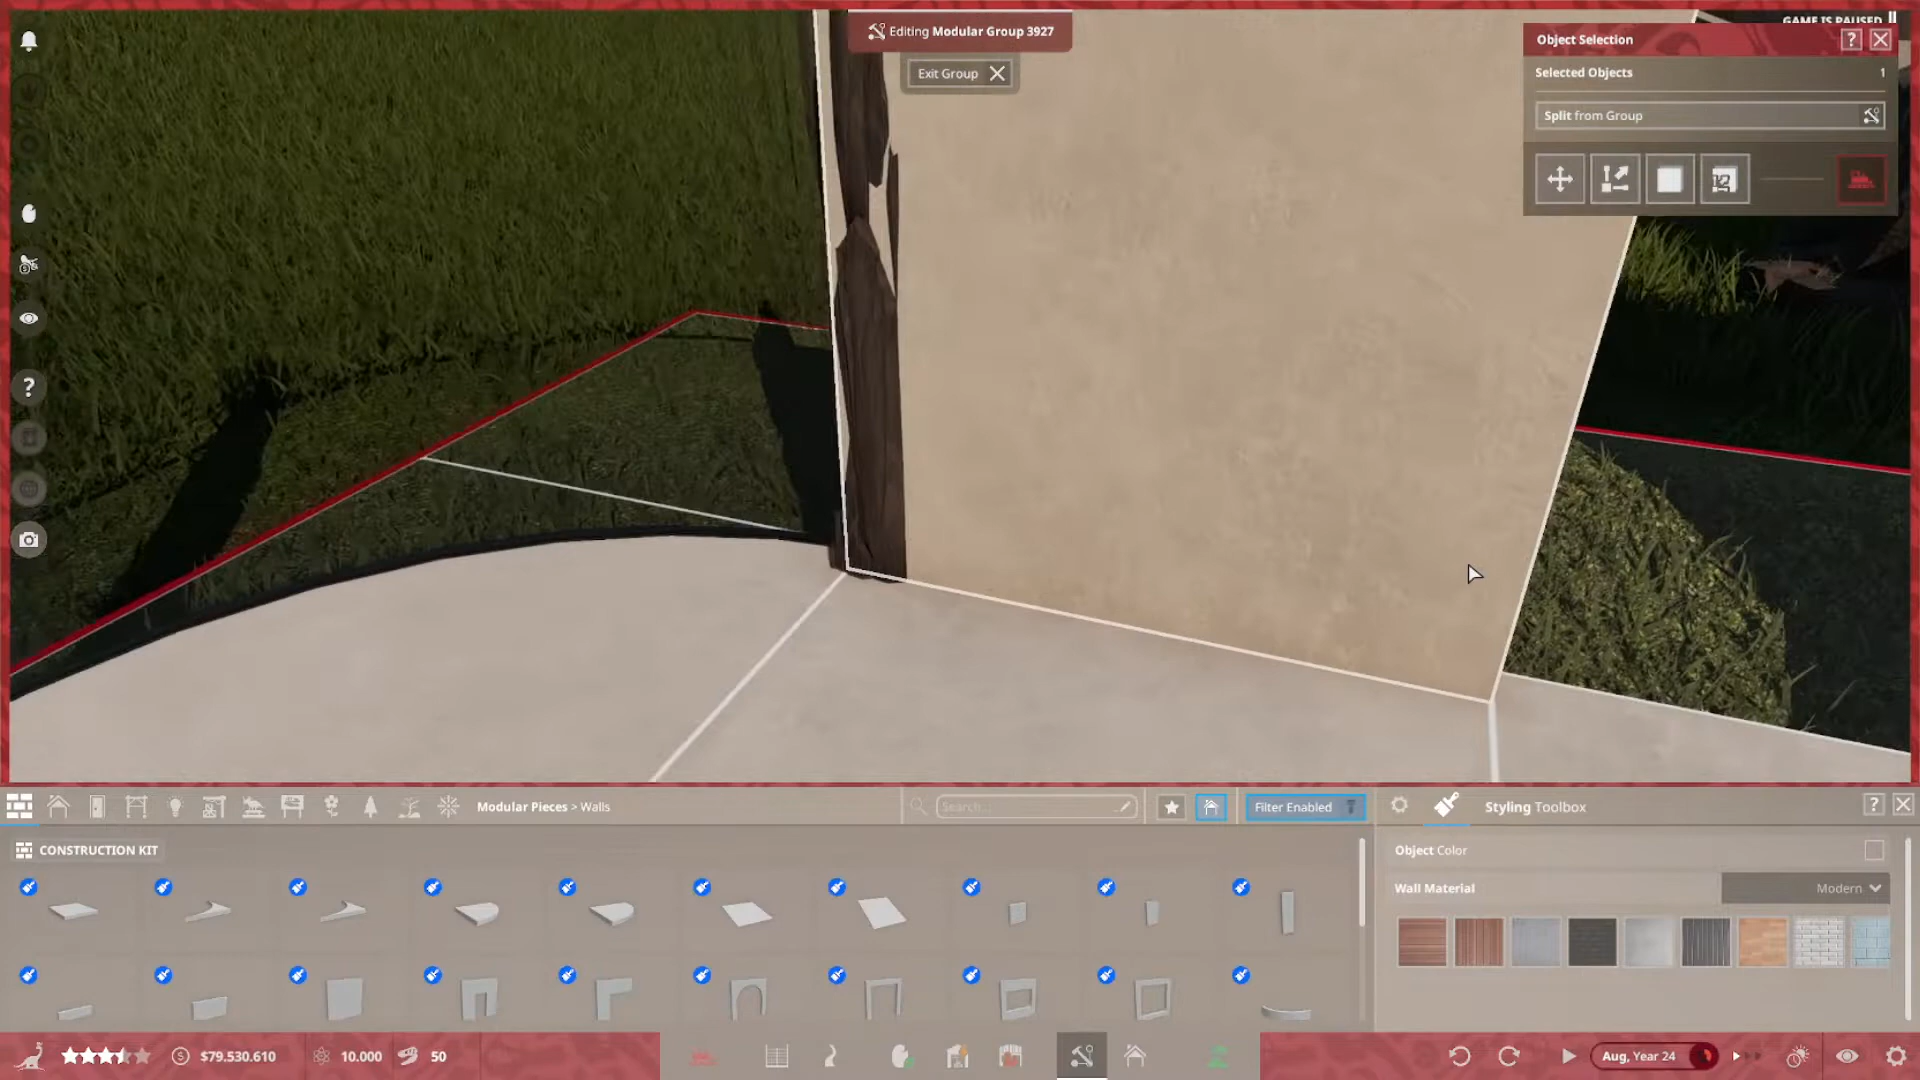 GAME IS PAUSED
Editing Modular Group 3927
Exit Group
Object Selection
?
Selected Objects 1
Split from Group
12
?
Modular Pieces > Walls
Search...
Filter Enabled
Styling Toolbox
?
CONSTRUCTION KIT
Object Color
Wall Material
Modern
$79.530.610
10.000
50
Aug, Year 24